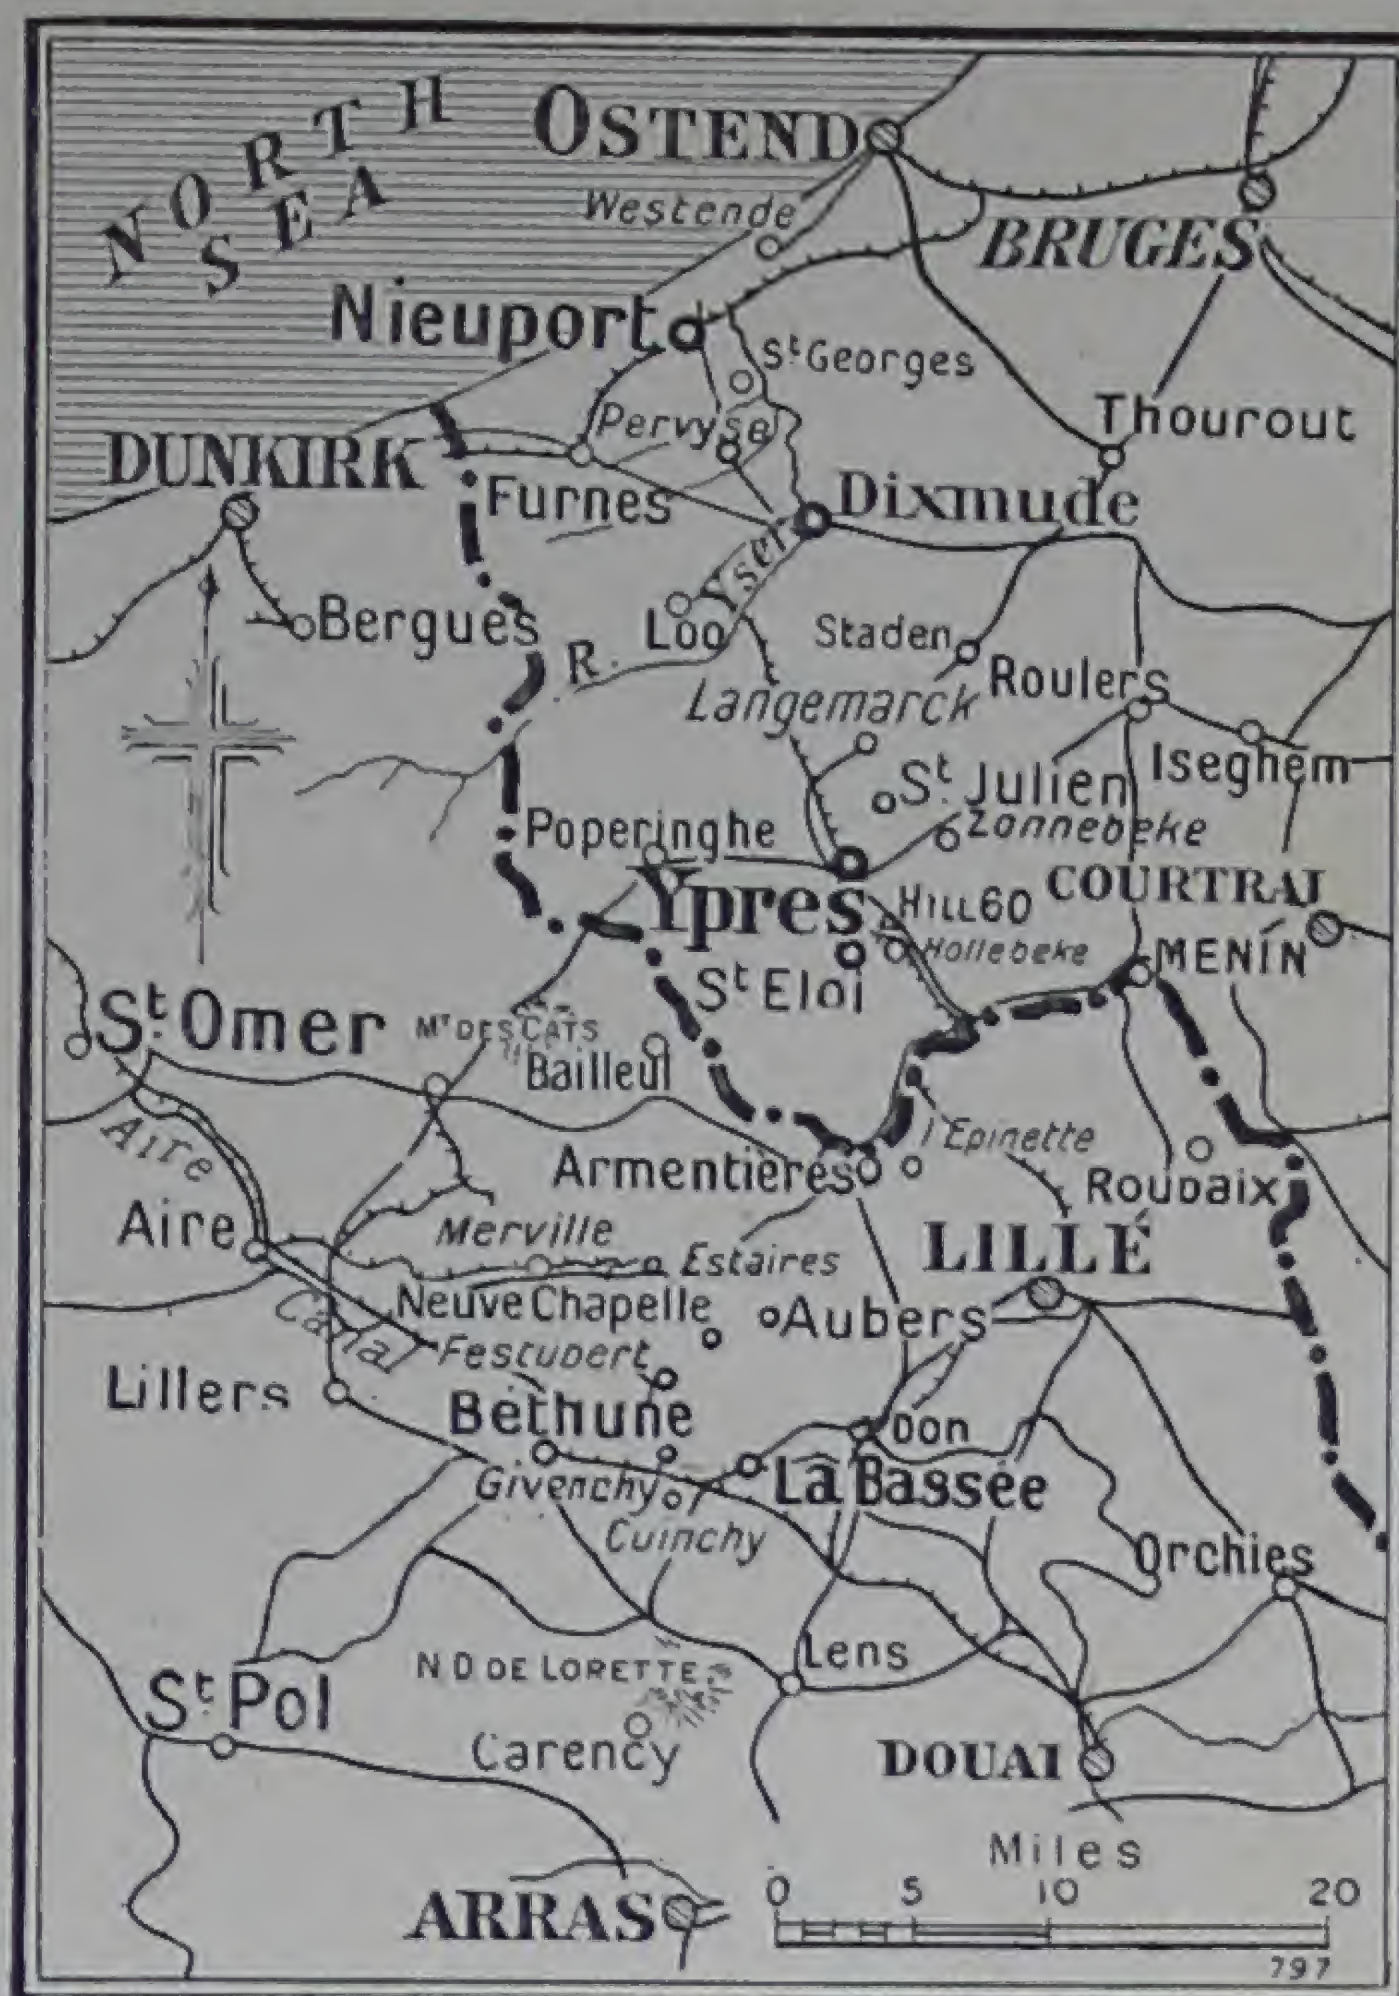 NORTH
SEA
OSTEND
Westende
BRUGES
Nieuport
St Georges
Pervyse
Thourout
DUNKIRK
Furnes
Dixmude
Yser
Bergues
Loo
Staden
R.
Roulers
Langemarck
Iseghem
St Julien
Poperinghe
Zonnebeke
Ypres
HILL 60
COURTRAI
Hollebeke
MENIN
St Eloi
St Omer
MT DES CATS
Bailleul
Aire
l'Epinette
Armentières
Roubaix
Aire
Merville
LILLE
Estaires
Neuve Chapelle
Aubers
Canal
Festubert
Lillers
Bethune
Don
Givenchy
La Bassée
Cuinchy
Orchies
Lens
N D DE LORETTE
St Pol
Carency
DOUAI
Miles
0 5 10 20
ARRAS
797